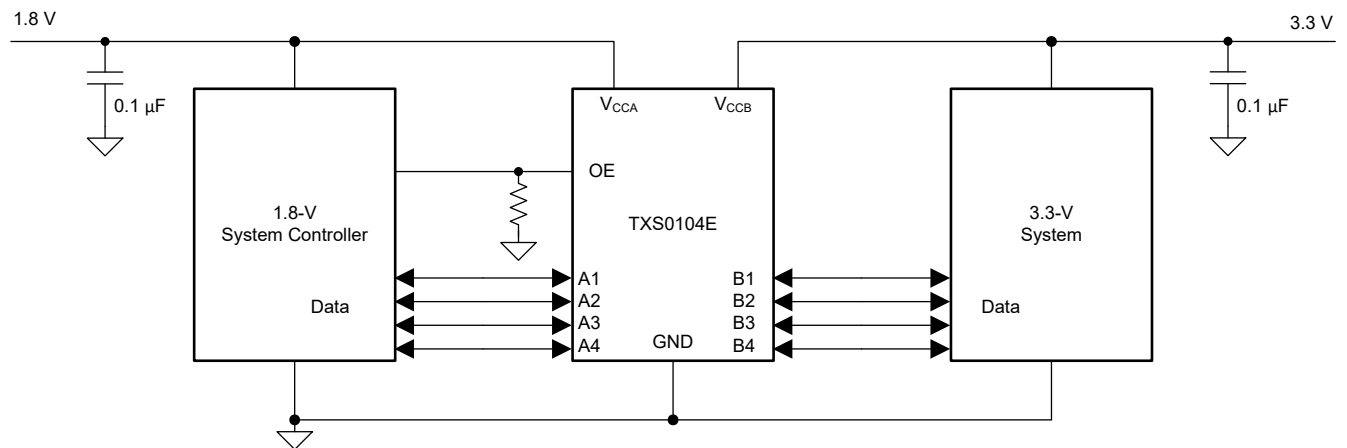 1.8 V
3.3 V
0.1 µF
VCCA
VCCB
0.1 µF
OE
1.8-V
System Controller
TXS0104E
3.3-V
System
A1
B1
A2
B2
Data
A3
B3
Data
A4
GND
B4